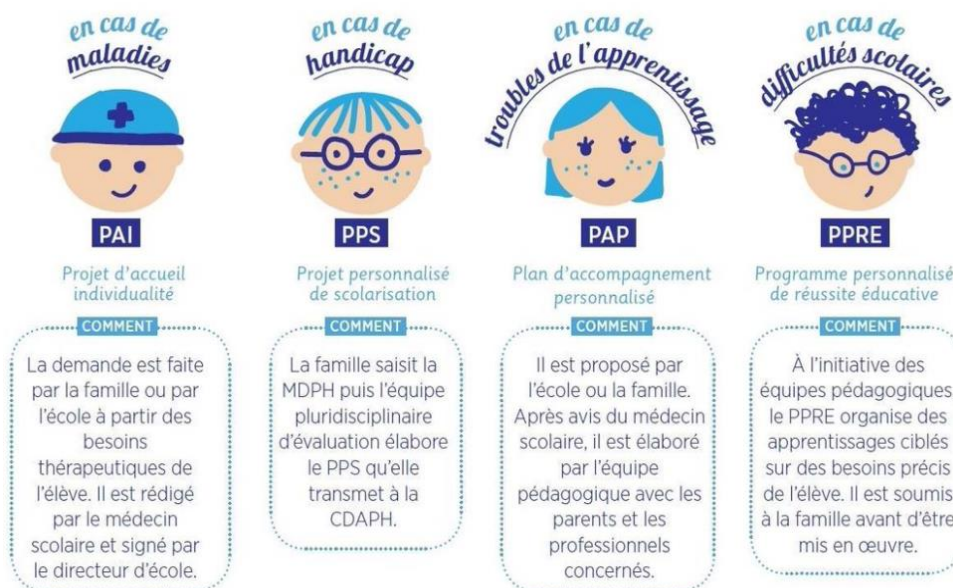 en cas de
maladies
PAI
Projet d'accueil
individualité
COMMENT
La demande est faite
par la famille ou par
l'école à partir des
besoins
thérapeutiques de
l'élève. Il est rédigé
par le médecin
scolaire et signé par
le directeur d'école.
en cas de
handicap
PPS
Projet personnalisé
de scolarisation
COMMENT
La famille saisit la
MDPH puis l'équipe
pluridisciplinaire
d'évaluation élabore
le PPS qu'elle
transmet à la
CDAPH.
en cas de
troubles de l'apprentissage
PAP
Plan d'accompagnement
personnalisé
COMMENT
Il est proposé par
l'école ou la famille.
Après avis du médecin
scolaire, il est élaboré
par l'équipe
pédagogique avec les
parents et les
professionnels
concernés.
en cas de
difficultés scolaires
PPRE
Programme personnalisé
de réussite éducative
COMMENT
À l'initiative des
équipes pédagogiques,
le PPRE organise des
apprentissages ciblés
sur des besoins précis
de l'élève. Il est soumis
à la famille avant d'être
mis en œuvre.